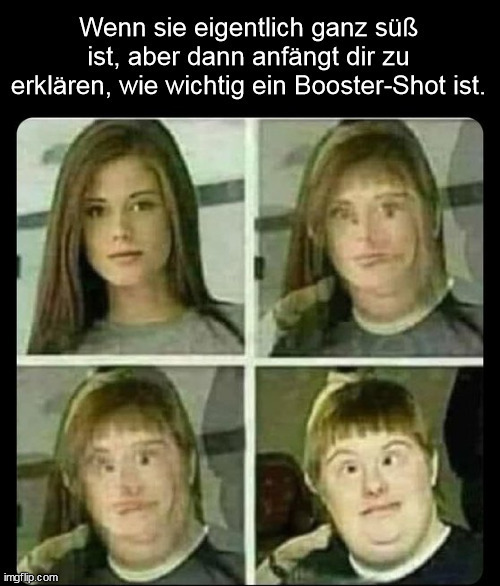 Wenn sie eigentlich ganz süß
ist, aber dann anfängt dir zu
erklären, wie wichtig ein Booster-Shot ist.
imgflip.com